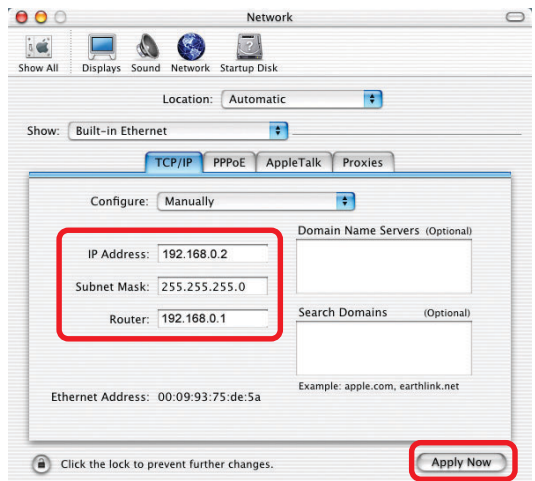 Network
Show All Displays Sound Network Startup Disk
Location: Automatic
Show: Built-in Ethernet
TCP/IP PPPoE AppleTalk Proxies
Configure: Manually
Domain Name Servers (Optional)
IP Address: 192.168.0.2
Subnet Mask: 255.255.255.0
Router: 192.168.0.1
Search Domains (Optional)
Example: apple.com, earthlink.net
Ethernet Address: 00:09:93:75:de:5a
Click the lock to prevent further changes.
Apply Now